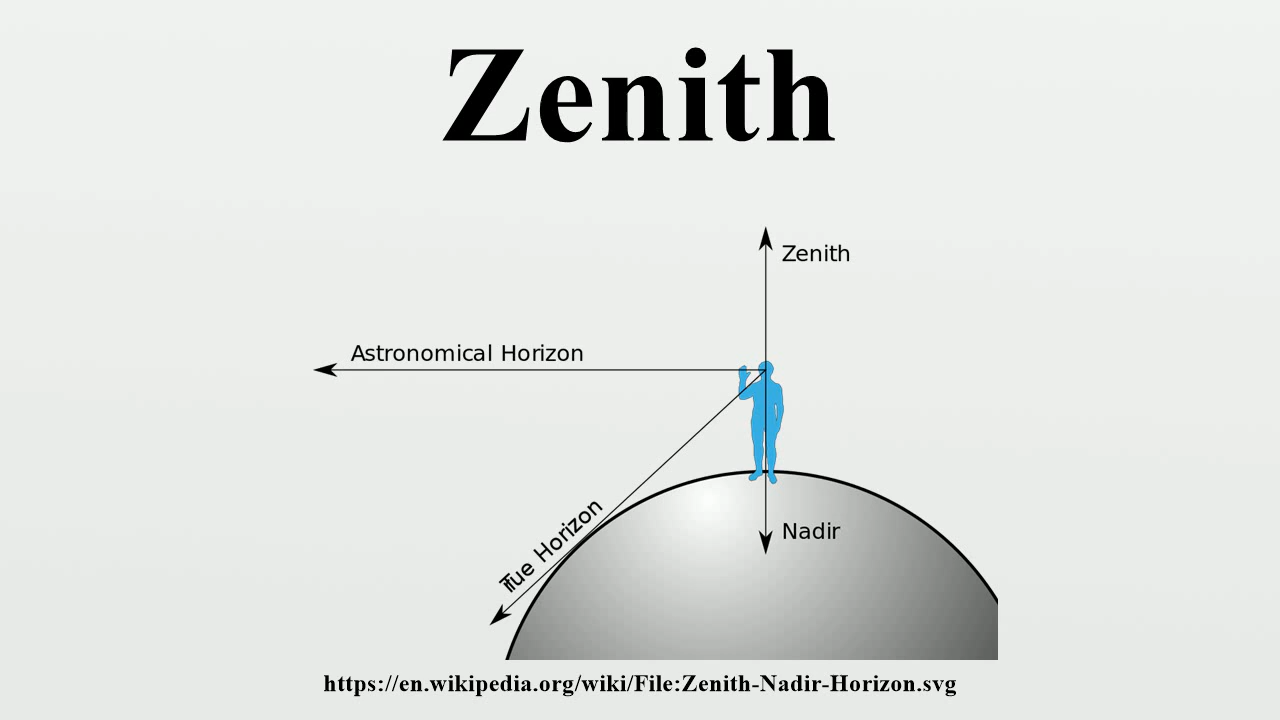 Zenith
Zenith
Astronomical Horizon
True Horizon
Nadir
https://en.wikipedia.org/wiki/File:Zenith-Nadir-Horizon.svg